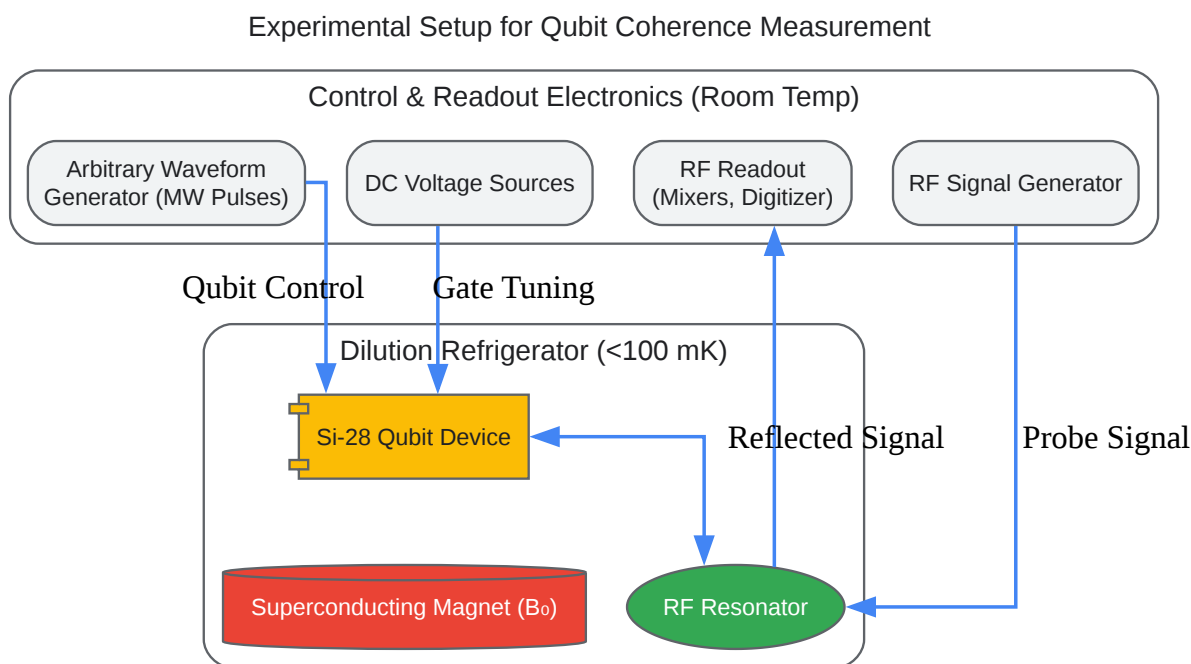 Experimental Setup for Qubit Coherence Measurement
Control & Readout Electronics (Room Temp)
Arbitrary Waveform
Generator (MW Pulses)
DC Voltage Sources
RF Readout
(Mixers, Digitizer)
RF Signal Generator
Qubit Control
Gate Tuning
Dilution Refrigerator (<100 mK)
Si-28 Qubit Device
Reflected Signal
Probe Signal
Superconducting Magnet (B₀)
RF Resonator